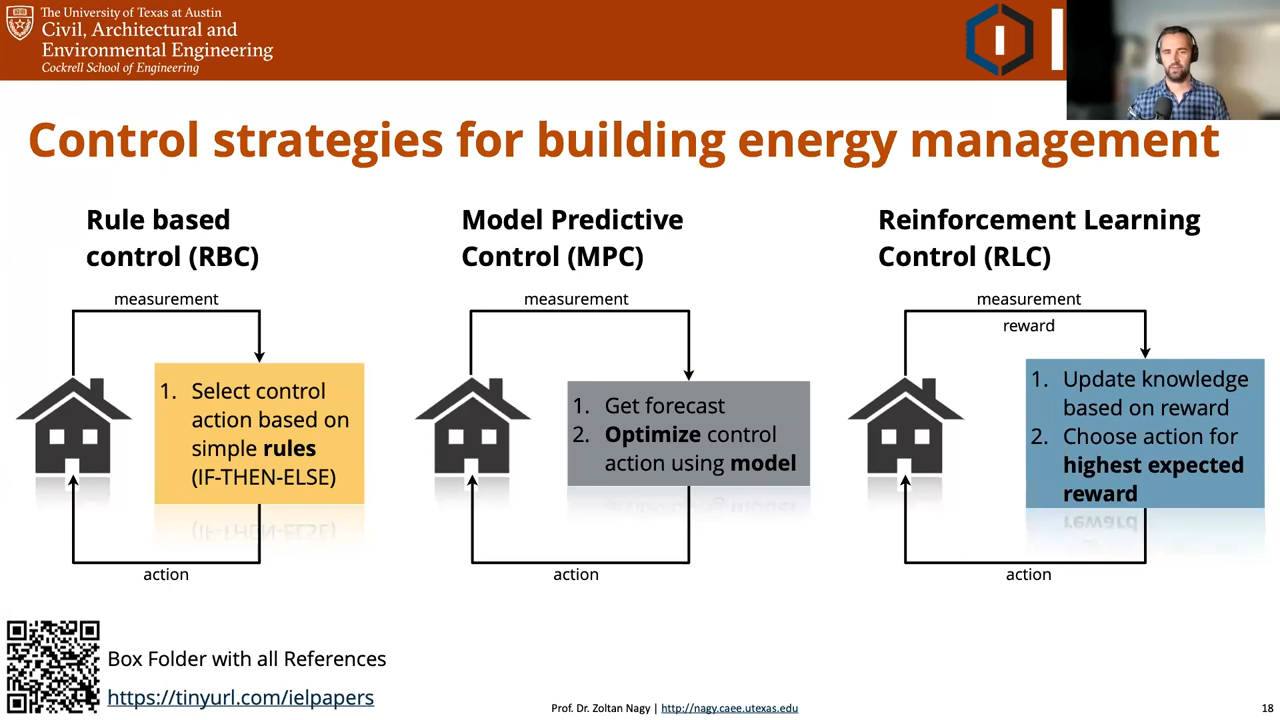 The University of Texas at Austin
Civil, Architectural and
Environmental Engineering
Cockrell School of Engineering
I
Control strategies for building energy management
Rule based
control (RBC)
measurement
1. Select control
action based on
simple rules
(IF-THEN-ELSE)
action
Model Predictive
Control (MPC)
measurement
1. Get forecast
2. Optimize control
action using model
action
Reinforcement Learning
Control (RLC)
measurement
reward
1. Update knowledge
based on reward
2. Choose action for
highest expected
reward
action
Box Folder with all References
https://tinyurl.com/ielpapers
Prof. Dr. Zoltan Nagy | http://nagy.caee.utexas.edu
18